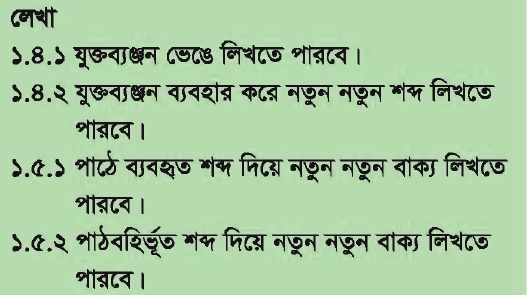 লেখা
১.৪.১ যুক্তব্যঞ্জন ভেঙে লিখতে পারবে।
১.৪.২ যুক্তব্যঞ্জন ব্যবহার করে নতুন নতুন শব্দ লিখতে
পারবে।
১.৫.১ পাঠে ব্যবহৃত শব্দ দিয়ে নতুন নতুন বাক্য লিখতে
পারবে।
১.৫.২ পাঠবহির্ভূত শব্দ দিয়ে নতুন নতুন বাক্য লিখতে
পারবে।